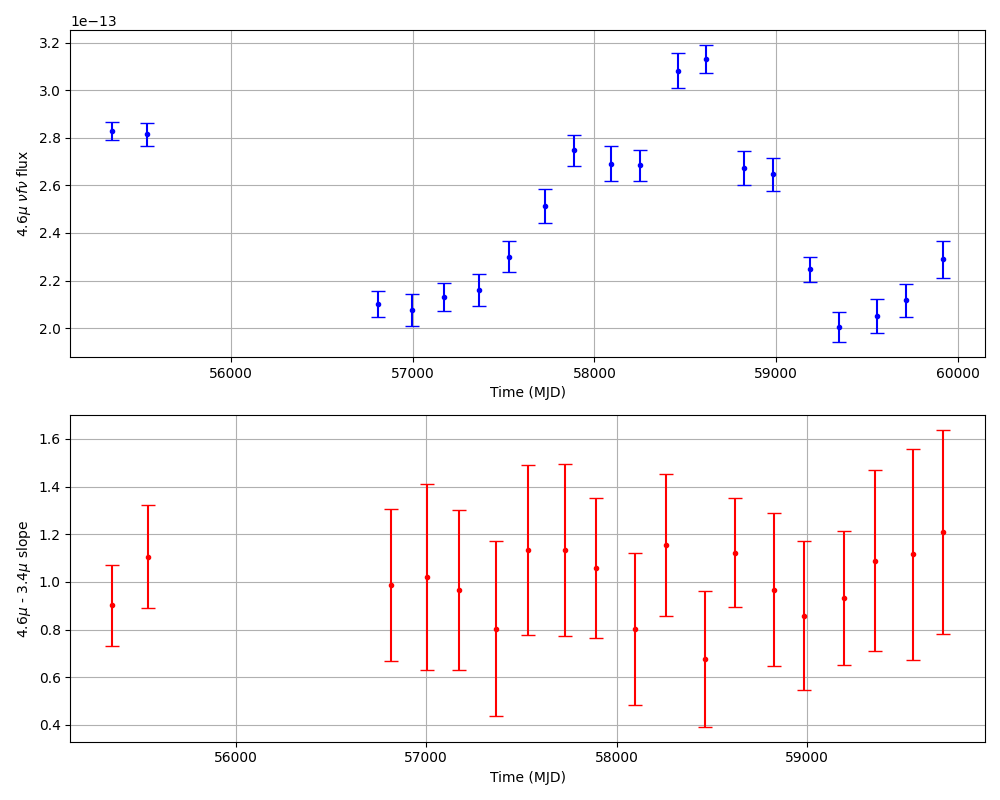 1e−13
3.2
3.0
2.8
2.6
2.4
2.2
2.0
4.6μ νfν flux
56000 57000 58000 59000 60000
Time (MJD)
1.6
1.4
1.2
1.0
0.8
0.6
0.4
4.6μ - 3.4μ slope
56000 57000 58000 59000
Time (MJD)